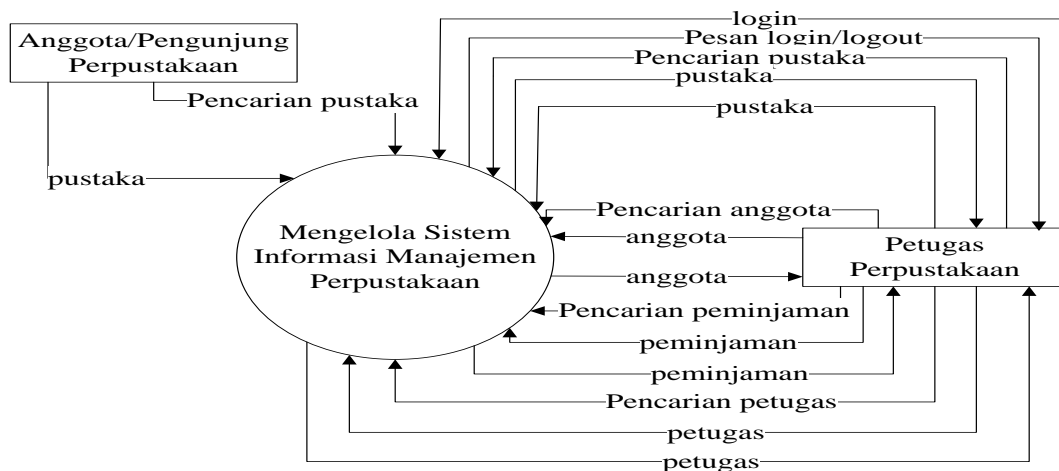 login
Anggota/Pengunjung
Perpustakaan
Pesan login/logout
Pencarian pustaka
pustaka
Pencarian pustaka
pustaka
pustaka
Pencarian anggota
anggota
Mengelola Sistem
Informasi Manajemen
Perpustakaan
Petugas
Perpustakaan
anggota
Pencarian peminjaman
peminjaman
peminjaman
Pencarian petugas
petugas
petugas